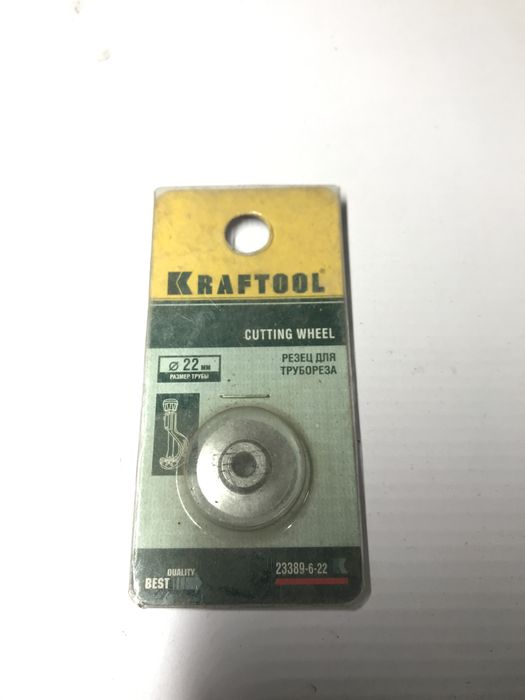 KRAFTOOL®
CUTTING WHEEL
Ø 22 мм
РАЗМЕР ТРУБЫ
РЕЗЕЦ ДЛЯ
ТРУБОРЕЗА
QUALITY
BEST
23389-6-22